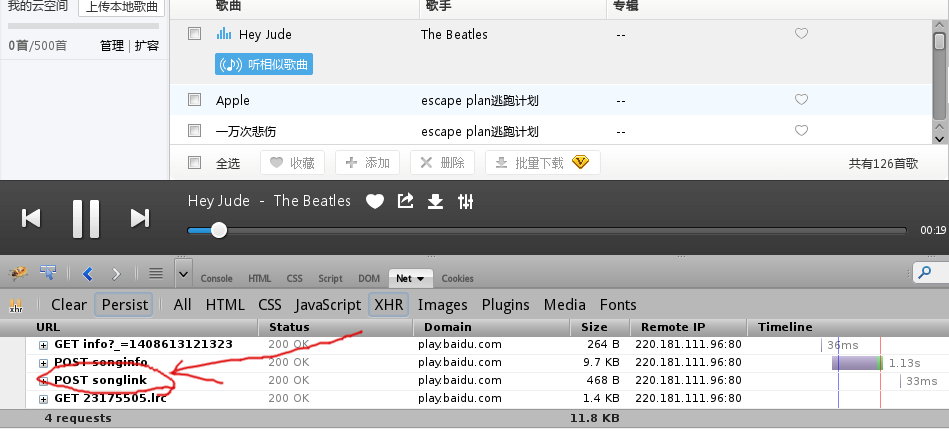 我的云空间 上传本地歌曲 歌曲 歌手 专辑
0首/500首 管理 | 扩容
Hey Jude The Beatles --
听相似歌曲
Apple escape plan逃跑计划 --
一万次悲伤 escape plan逃跑计划 --
全选 收藏 添加 删除 批量下载 V 共有126首歌
Hey Jude - The Beatles
00:19
Console HTML CSS Script DOM Net Cookies
xhr Clear Persist All HTML CSS JavaScript XHR Images Plugins Media Fonts
URL Status Domain Size Remote IP Timeline
GET info?_=1408613121323 200 OK play.baidu.com 264 B 220.181.111.96:80 36ms
POST songinfo 200 OK play.baidu.com 9.7 KB 220.181.111.96:80 1.13s
POST songlink 200 OK play.baidu.com 468 B 220.181.111.96:80 33ms
GET 23175505.lrc 200 OK play.baidu.com 1.4 KB 220.181.111.96:80
4 requests 11.8 KB